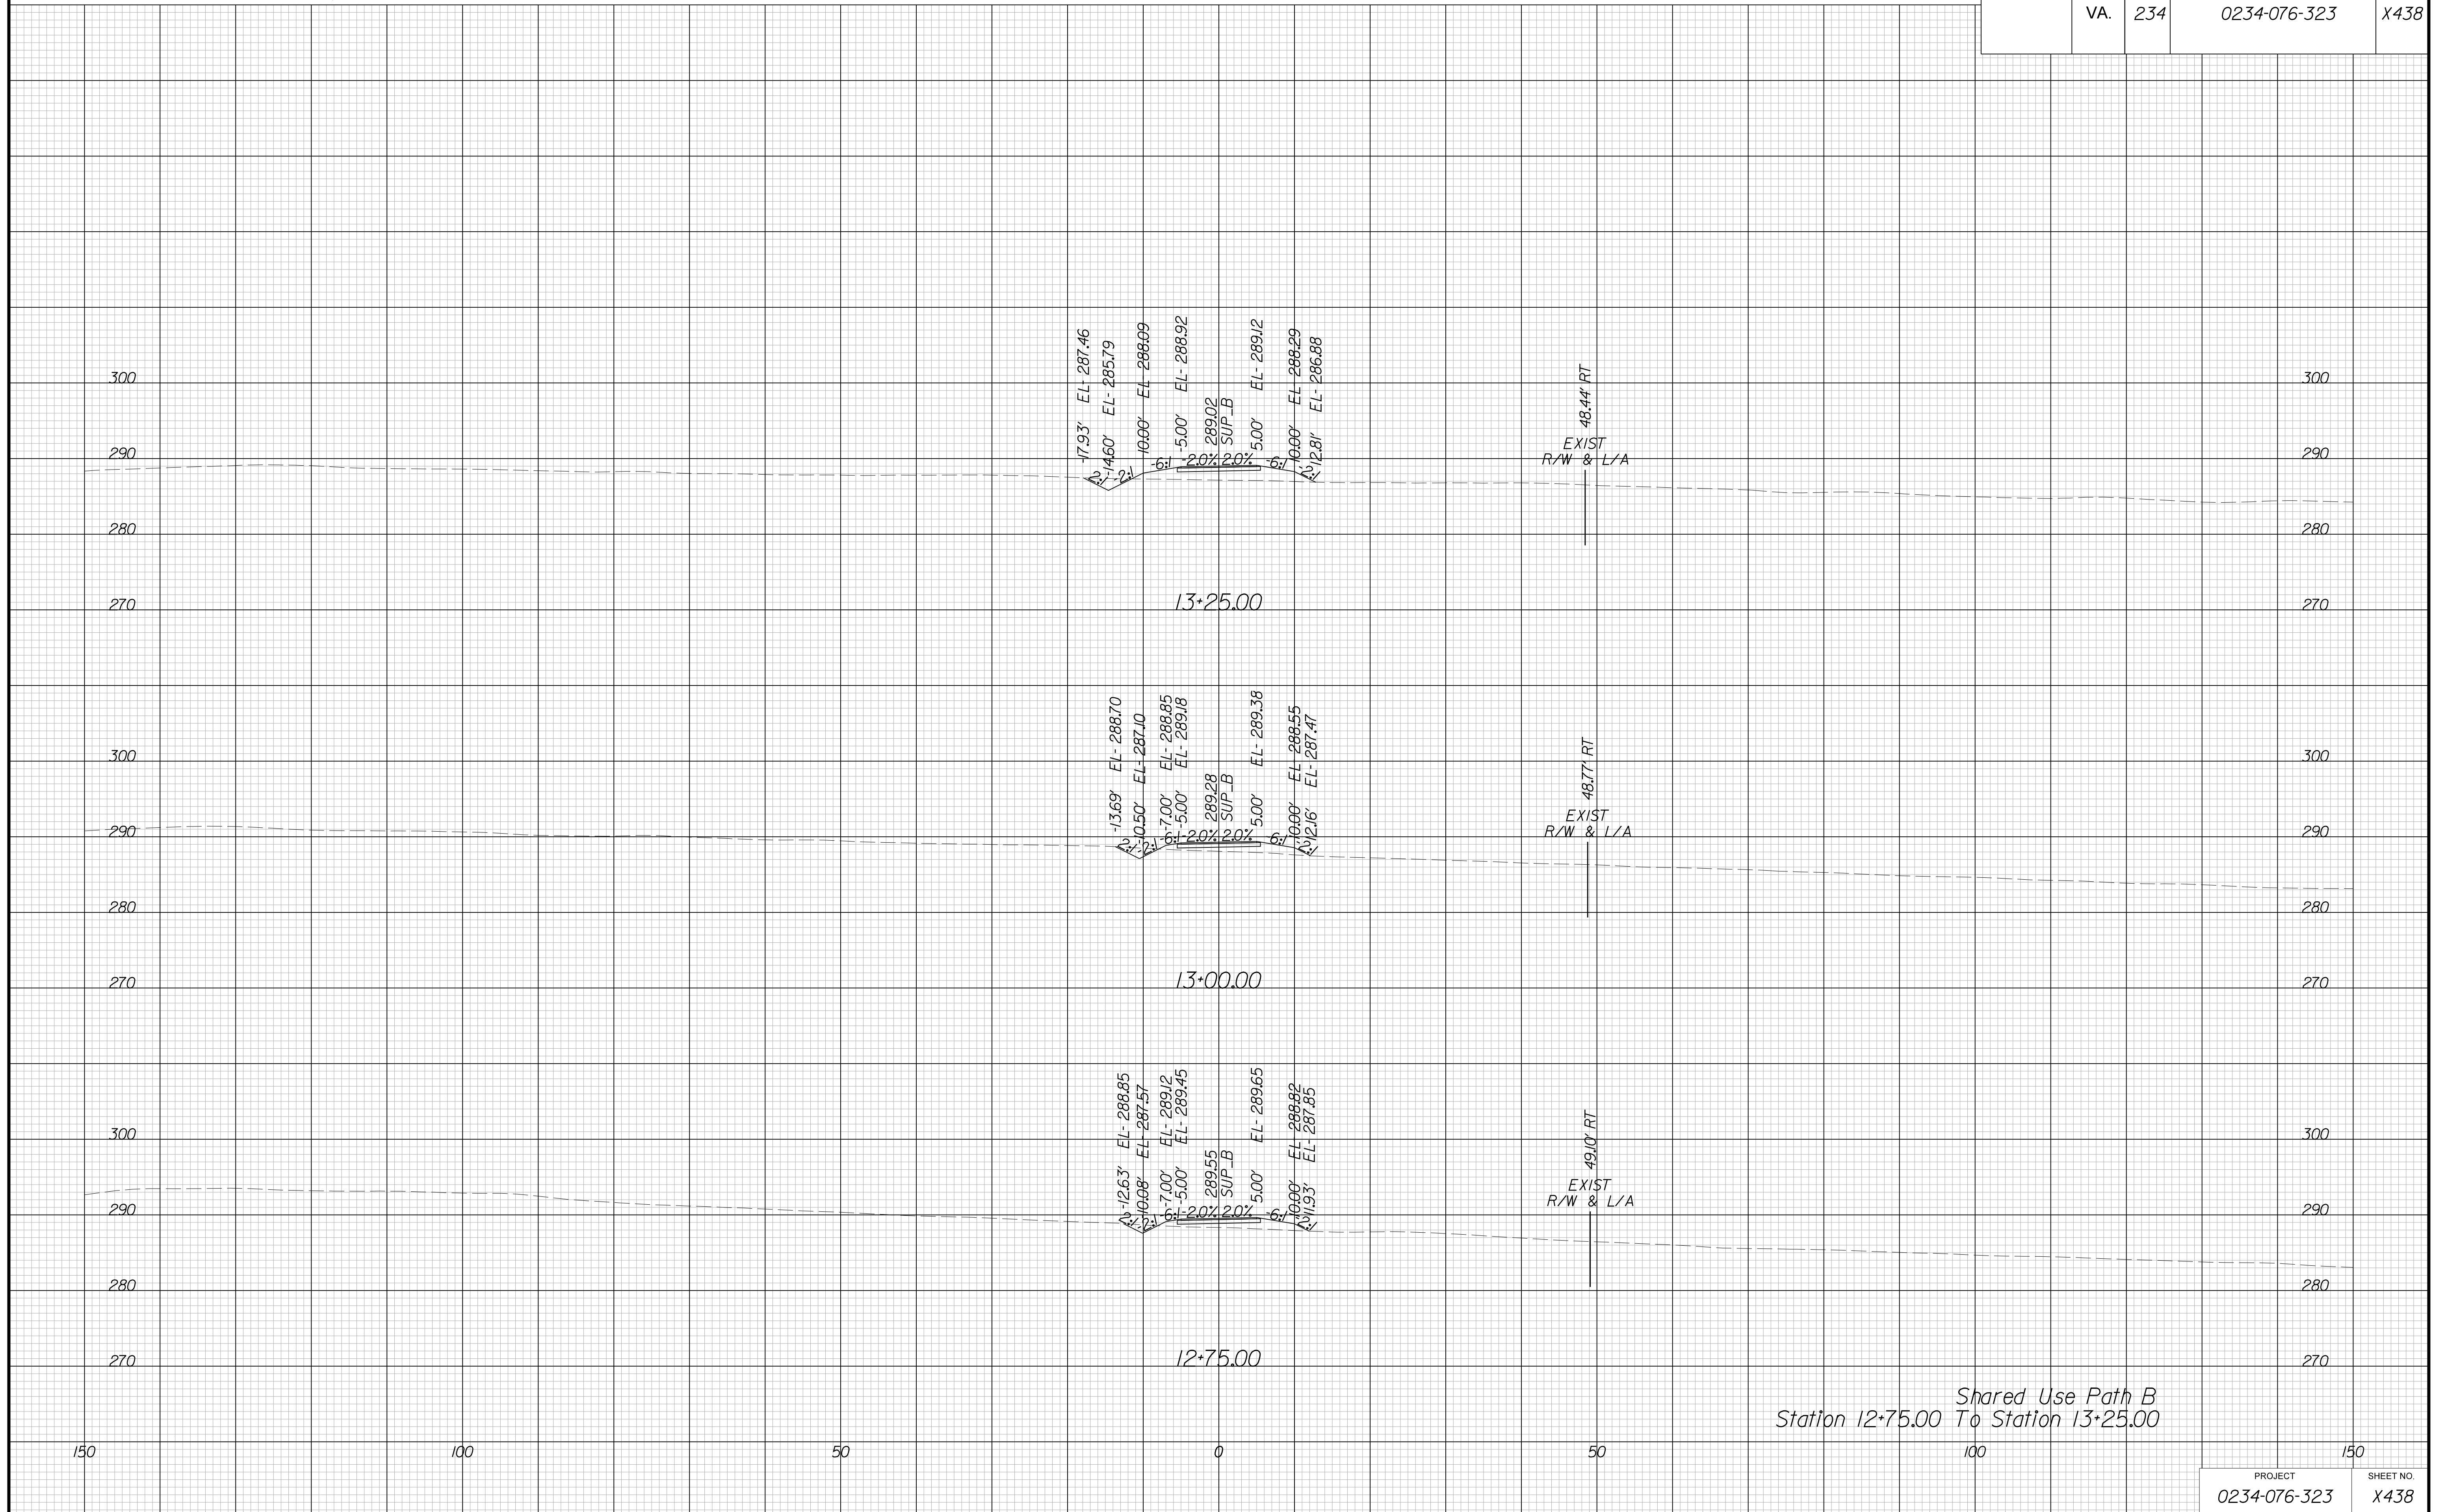 VA. 234 0234-076-323 X438
-17.93' EL- 287.46
-14.60' EL- 285.79
-10.00' EL- 288.09
-5.00' EL- 288.92
289.02
SUP_B
5.00' EL- 289.12
10.00' EL- 288.29
12.81' EL- 286.88
48.44' RT
EXIST
R/W & L/A
2:1 -2:1 -6:1 -2.0% 2.0% -6:1 -2:1
300 300
290 290
280 280
270 270
13+25.00
-13.69' EL- 288.70
-10.50' EL- 287.10
-7.00' EL- 288.85
-5.00' EL- 289.18
289.28
SUP_B
5.00' EL- 289.38
10.00' EL- 288.55
12.16' EL- 287.47
48.77' RT
EXIST
R/W & L/A
2:1 -2:1 -6:1 -2.0% 2.0% -6:1 -2:1
300 300
290 290
280 280
270 270
13+00.00
-12.63' EL- 288.85
-10.08' EL- 287.57
-7.00' EL- 289.12
-5.00' EL- 289.45
289.55
SUP_B
5.00' EL- 289.65
10.00' EL- 288.82
11.93' EL- 287.85
49.10' RT
EXIST
R/W & L/A
2:1 -2:1 -6:1 -2.0% 2.0% -6:1 -2:1
300 300
290 290
280 280
270 270
12+75.00
Shared Use Path B
Station 12+75.00 To Station 13+25.00
150 100 50 0 50 100 150
PROJECT SHEET NO.
0234-076-323 X438